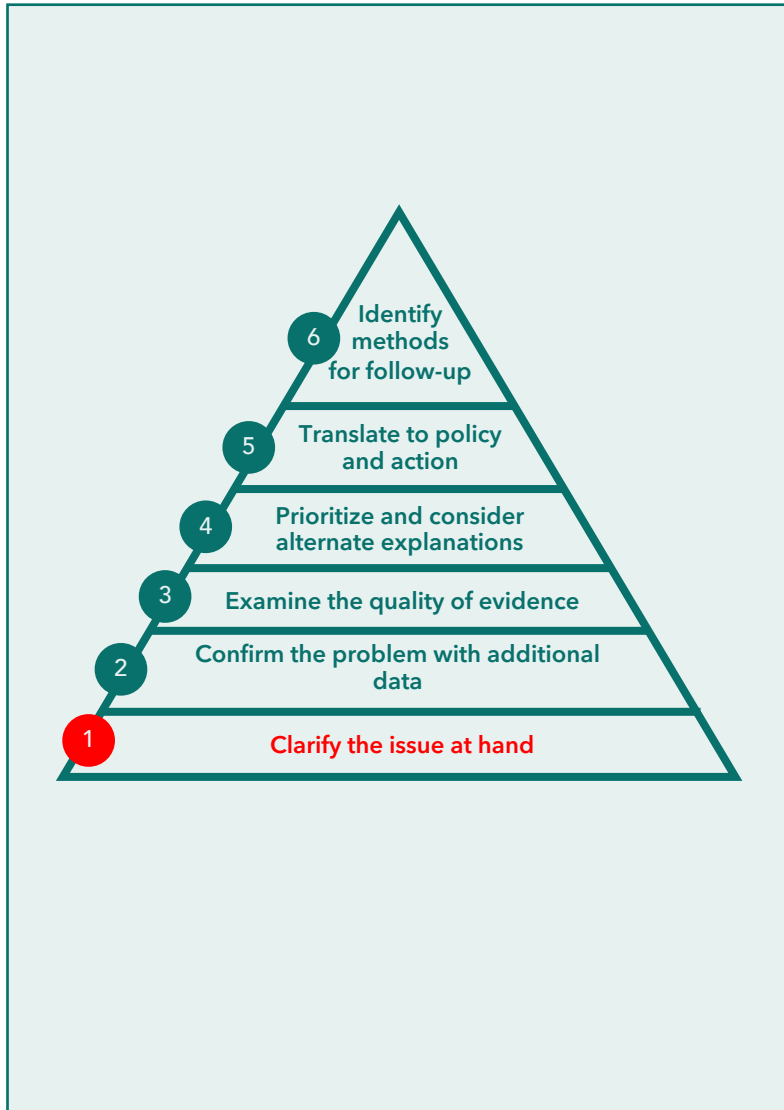 6
Identify
methods
for follow-up
5
Translate to policy
and action
4
Prioritize and consider
alternate explanations
3
Examine the quality of evidence
2
Confirm the problem with additional
data
1
Clarify the issue at hand